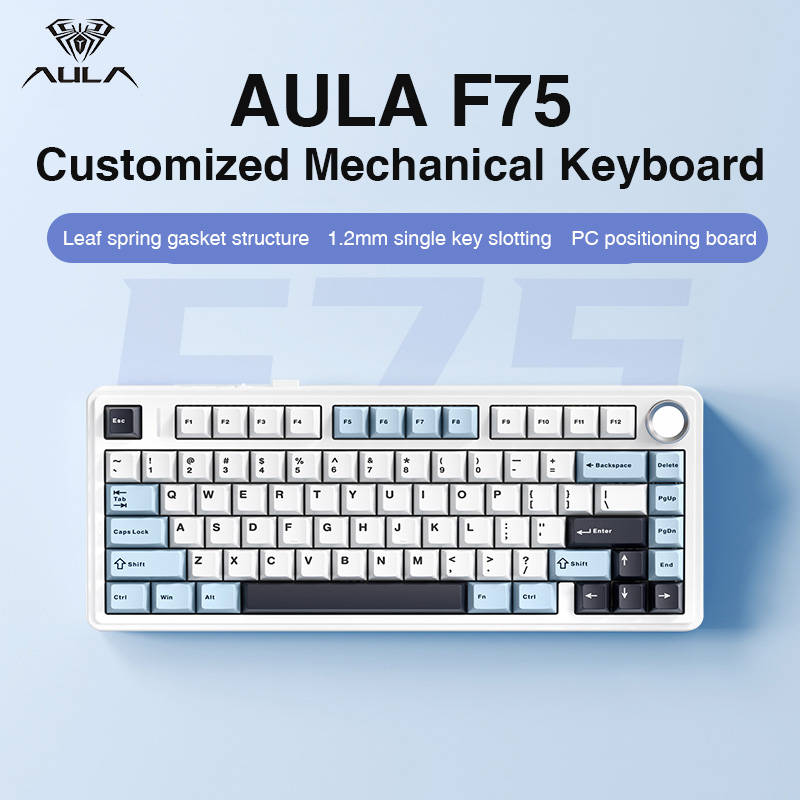 AULA
AULA F75
Customized Mechanical Keyboard
Leaf spring gasket structure 1.2mm single key slotting PC positioning board
F75
Esc F1 F2 F3 F4 F5 F6 F7 F8 F9 F10 F11 F12
~ ! @ # $ % ^ & * ( ) — +
` 1 2 3 4 5 6 7 8 9 0 - = ←Backspace Delete
Tab Q W E R T Y U I O P { [ } ] | \ PgUp
Caps Lock A S D F G H J K L : ; " ' Enter PgDn
⇧Shift Z X C V B N M < , > . ? / ⇧Shift ↑ End
Ctrl Win Alt Fn Ctrl ← ↓ →